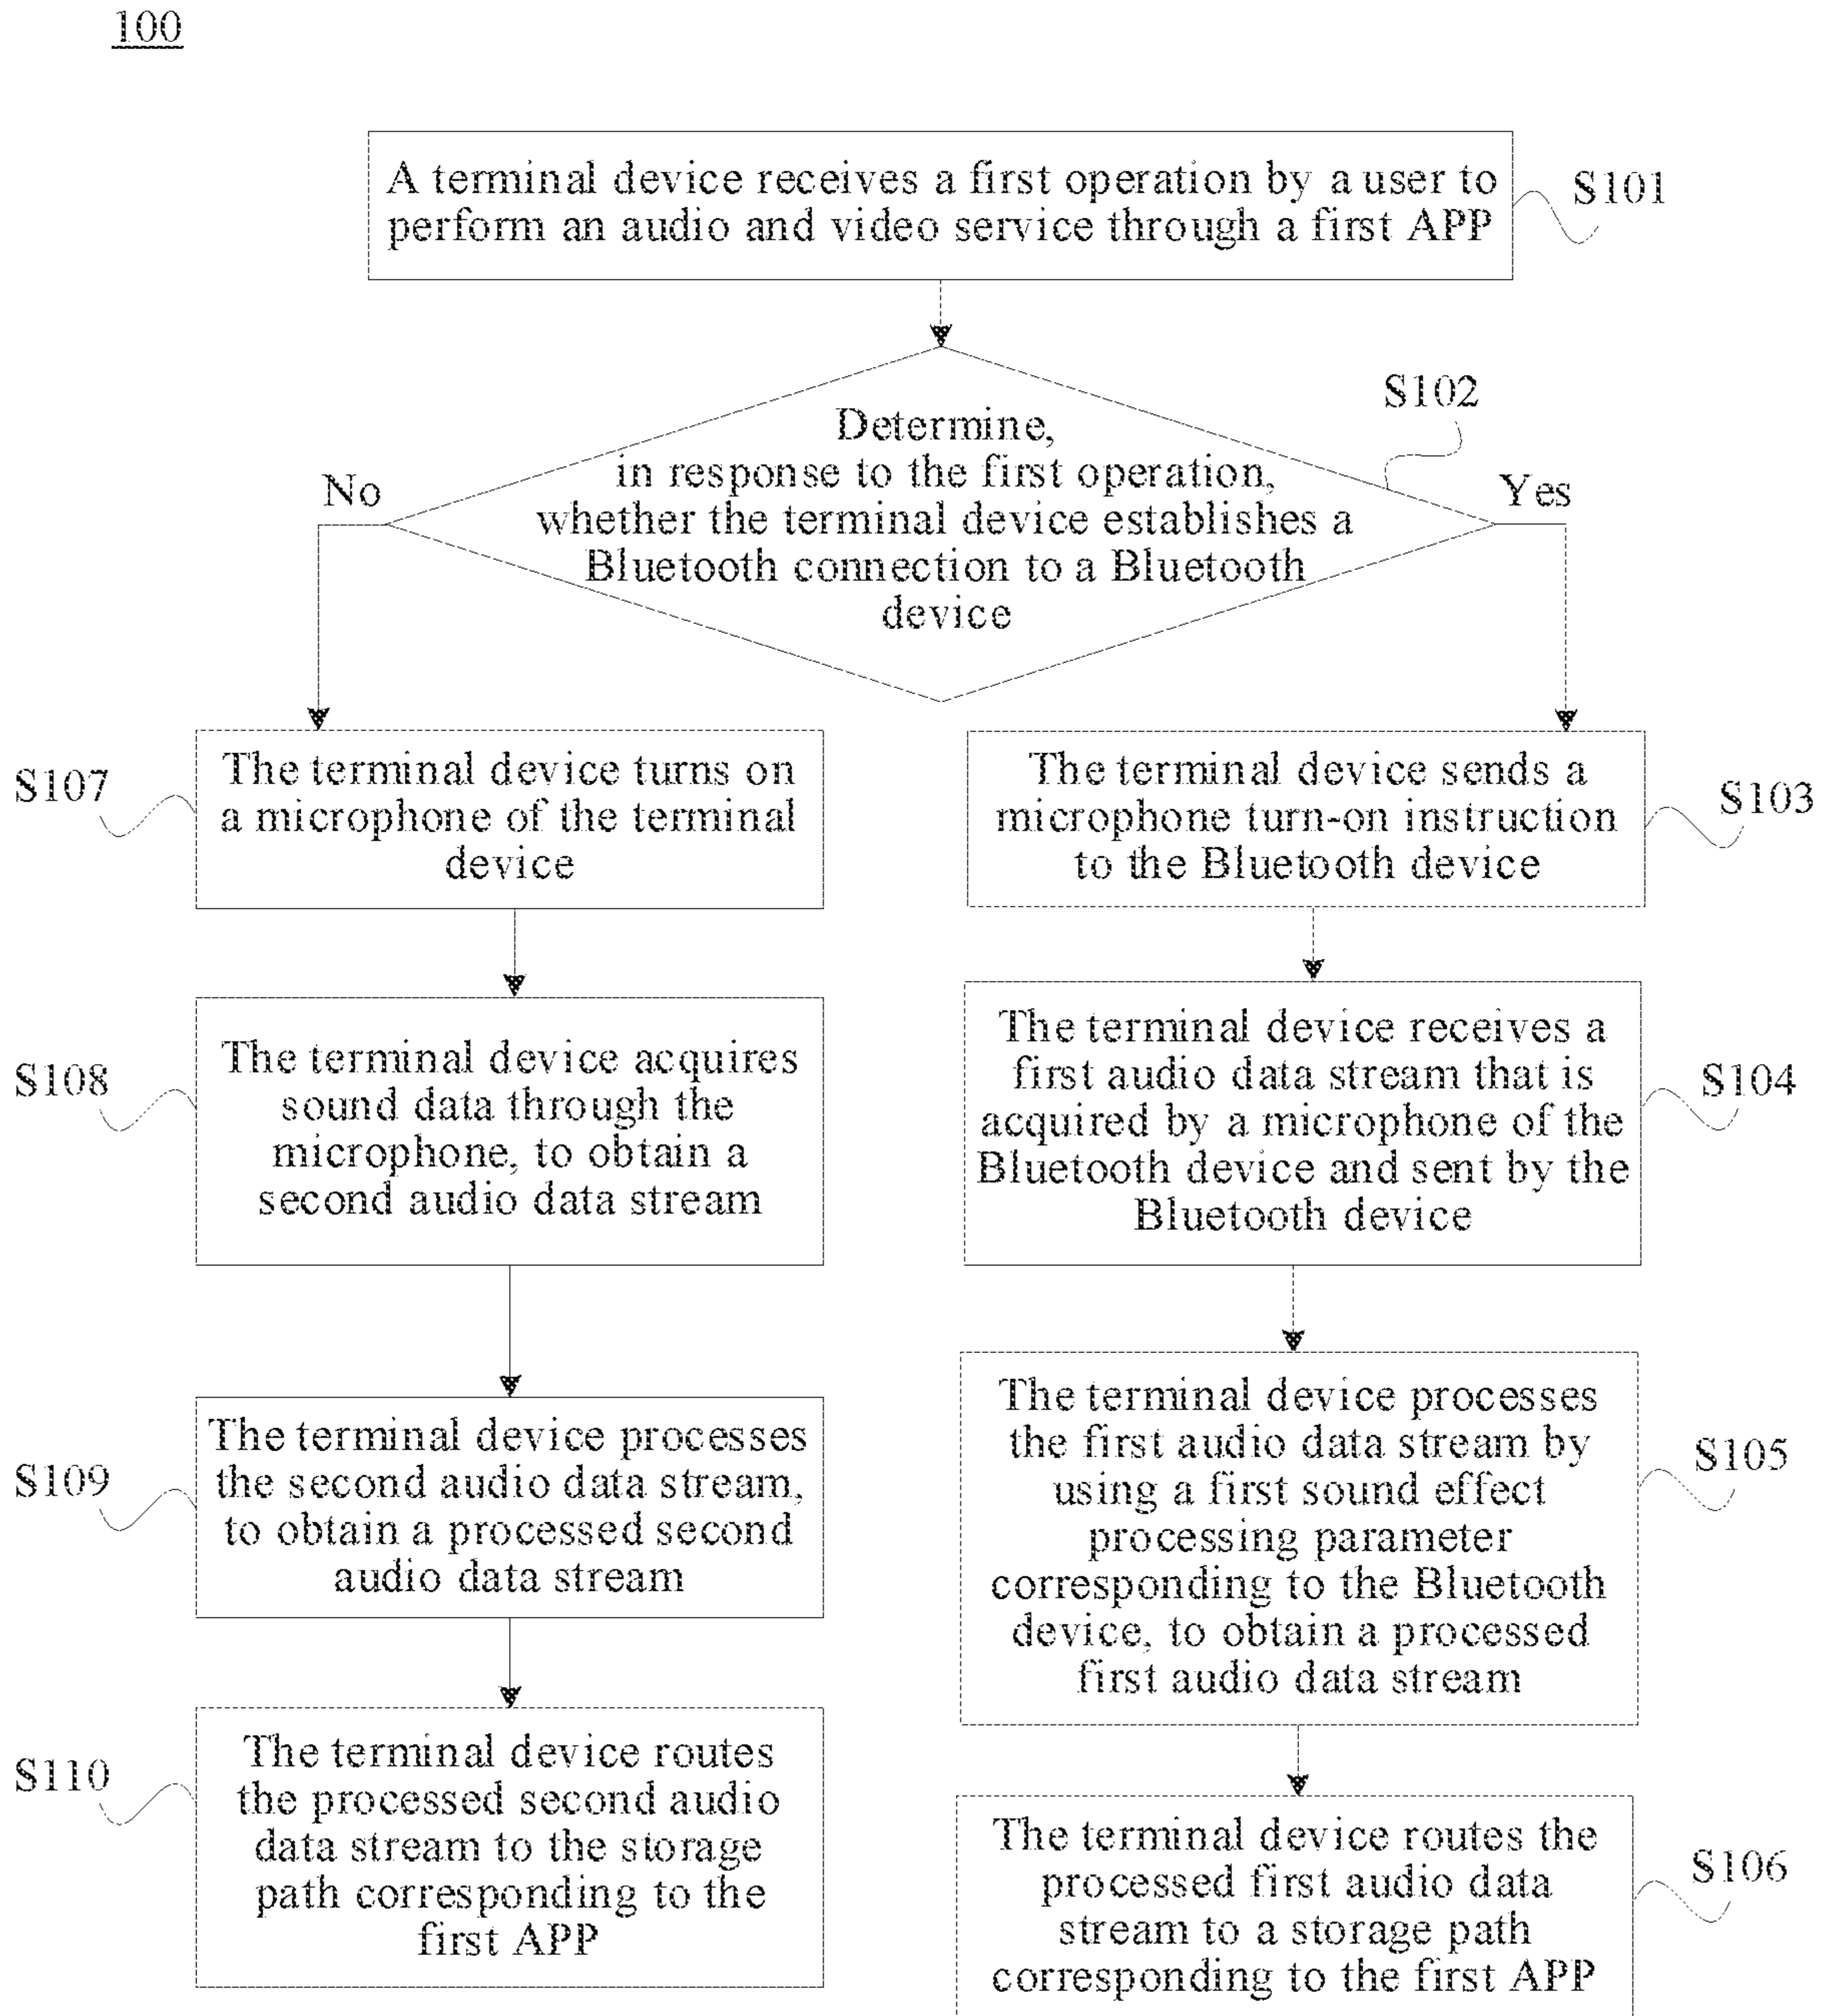 100
A terminal device receives a first operation by a user to
perform an audio and video service through a first APP
S101
Determine,
in response to the first operation,
whether the terminal device establishes a
Bluetooth connection to a Bluetooth
device
S102
No
Yes
The terminal device turns on
a microphone of the terminal
device
S107
The terminal device sends a
microphone turn-on instruction
to the Bluetooth device
S103
The terminal device acquires
sound data through the
microphone, to obtain a
second audio data stream
S108
The terminal device receives a
first audio data stream that is
acquired by a microphone of the
Bluetooth device and sent by the
Bluetooth device
S104
The terminal device processes
the second audio data stream,
to obtain a processed second
audio data stream
S109
The terminal device processes
the first audio data stream by
using a first sound effect
processing parameter
corresponding to the Bluetooth
device, to obtain a processed
first audio data stream
S105
The terminal device routes
the processed second audio
data stream to the storage
path corresponding to the
first APP
S110
The terminal device routes the
processed first audio data
stream to a storage path
corresponding to the first APP
S106